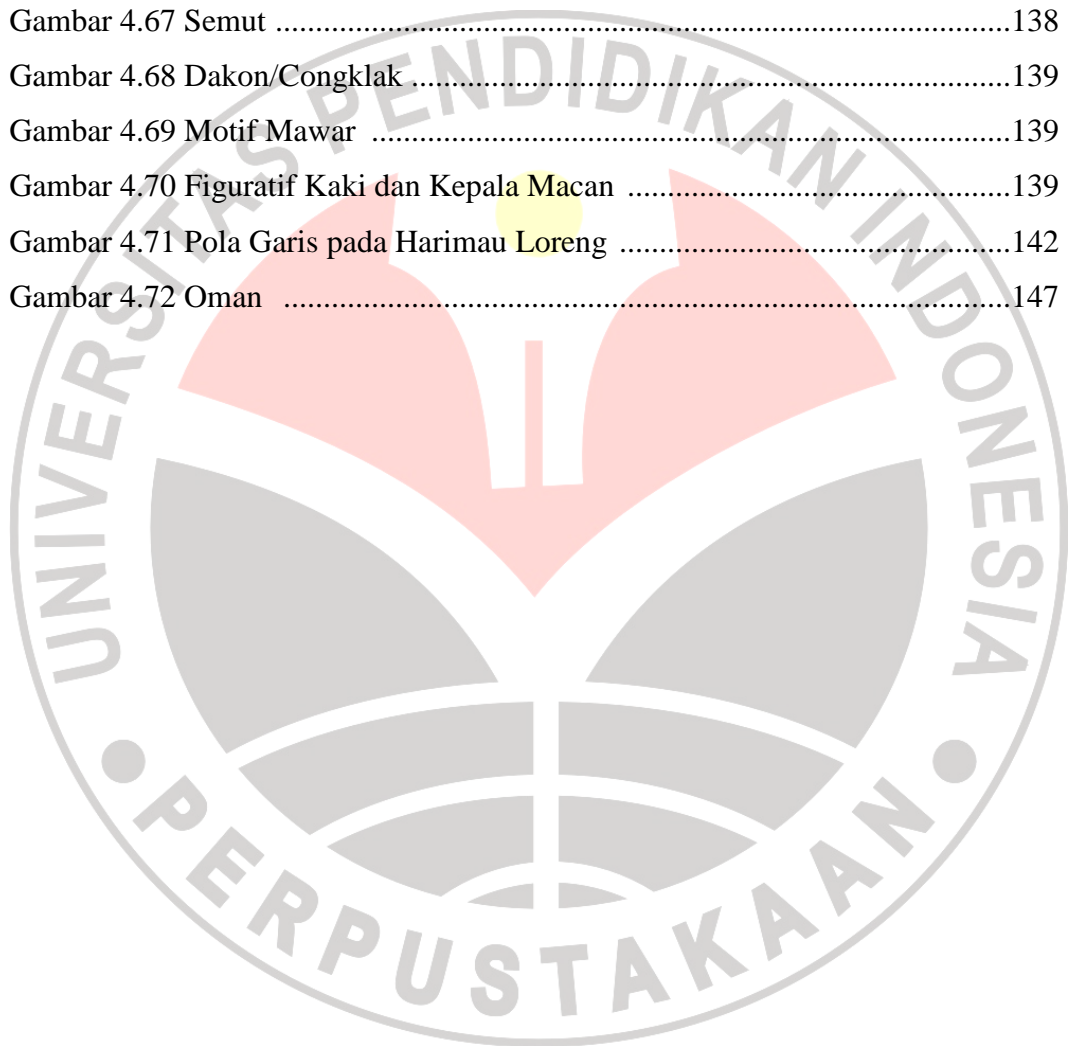 Gambar 4.67 Semut ............................................................................................138
Gambar 4.68 Dakon/Congklak ...........................................................................139
Gambar 4.69 Motif Mawar ................................................................................139
Gambar 4.70 Figuratif Kaki dan Kepala Macan ...................................................139
Gambar 4.71 Pola Garis pada Harimau Loreng ....................................................142
Gambar 4.72 Oman ...........................................................................................147
UNIVERSITAS PENDIDIKAN INDONESIA
PERPUSTAKAAN